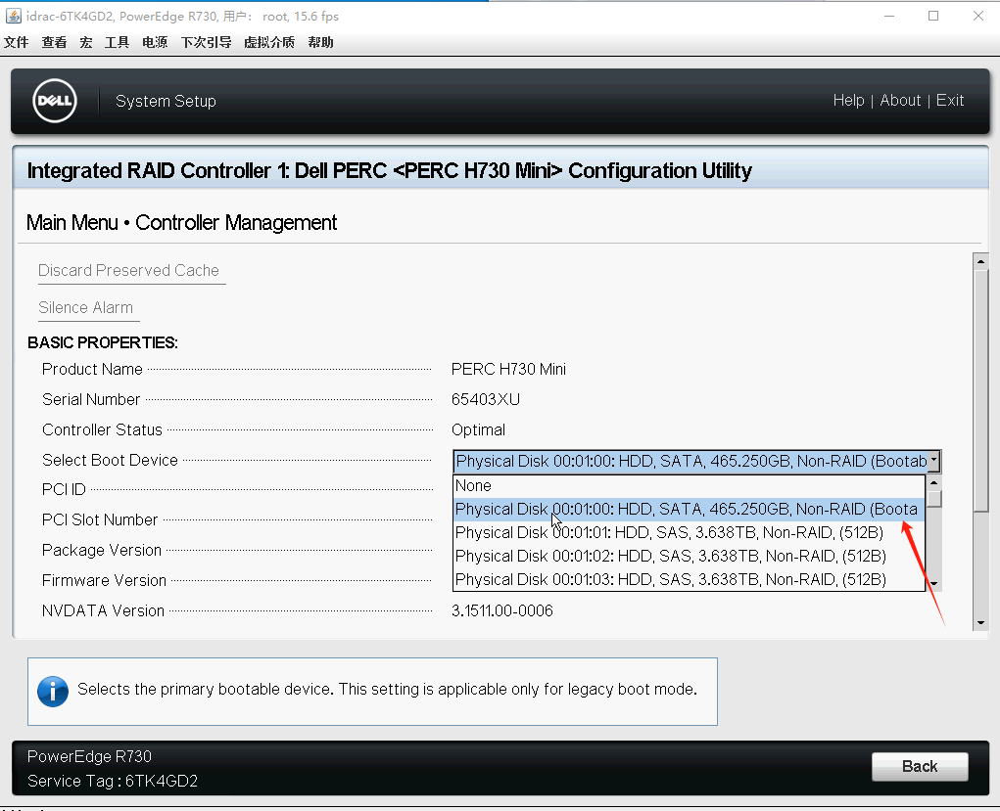 idrac-6TK4GD2, PowerEdge R730, 用户： root, 15.6 fps
文件 查看 宏 工具 电源 下次引导 虚拟介质 帮助
DELL
System Setup
Help | About | Exit
Integrated RAID Controller 1: Dell PERC <PERC H730 Mini> Configuration Utility
Main Menu • Controller Management
Discard Preserved Cache
Silence Alarm
BASIC PROPERTIES:
Product Name PERC H730 Mini
Serial Number 65403XU
Controller Status Optimal
Select Boot Device Physical Disk 00:01:00: HDD, SATA, 465.250GB, Non-RAID (Bootab
None
PCI ID
Physical Disk 00:01:00: HDD, SATA, 465.250GB, Non-RAID (Boota
PCI Slot Number
Physical Disk 00:01:01: HDD, SAS, 3.638TB, Non-RAID, (512B)
Package Version
Physical Disk 00:01:02: HDD, SAS, 3.638TB, Non-RAID, (512B)
Firmware Version
Physical Disk 00:01:03: HDD, SAS, 3.638TB, Non-RAID, (512B)
NVDATA Version 3.1511.00-0006
Selects the primary bootable device. This setting is applicable only for legacy boot mode.
PowerEdge R730
Service Tag : 6TK4GD2
Back